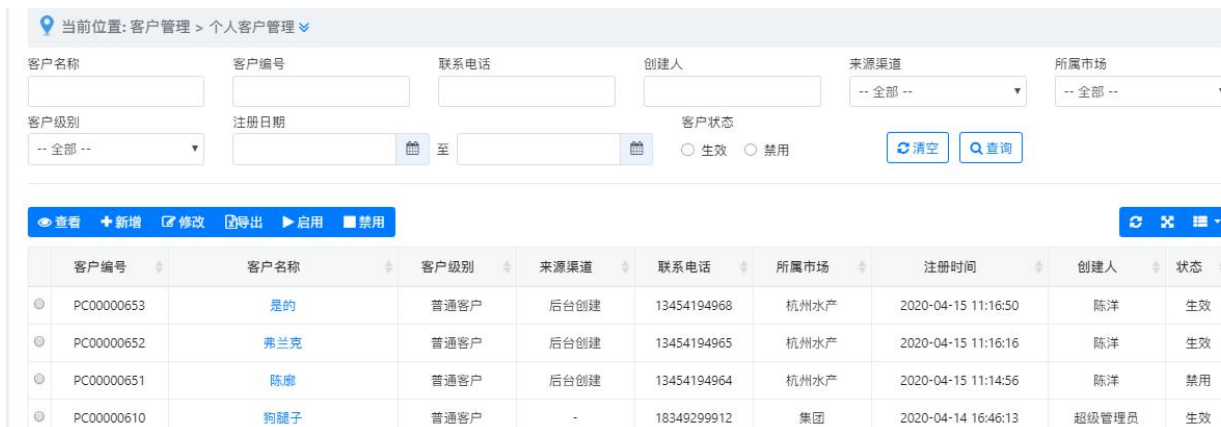 当前位置: 客户管理 > 个人客户管理
客户名称 客户编号 联系电话 创建人 来源渠道 所属市场
-- 全部 -- -- 全部 --
客户级别 注册日期 客户状态
-- 全部 -- 至 生效 禁用 清空 查询
查看 新增 修改 导出 启用 禁用
客户编号 客户名称 客户级别 来源渠道 联系电话 所属市场 注册时间 创建人 状态
PC00000653 是的 普通客户 后台创建 13454194968 杭州水产 2020-04-15 11:16:50 陈洋 生效
PC00000652 弗兰克 普通客户 后台创建 13454194965 杭州水产 2020-04-15 11:16:16 陈洋 生效
PC00000651 陈廊 普通客户 后台创建 13454194964 杭州水产 2020-04-15 11:14:56 陈洋 禁用
PC00000610 狗腿子 普通客户 - 18349299912 集团 2020-04-14 16:46:13 超级管理员 生效